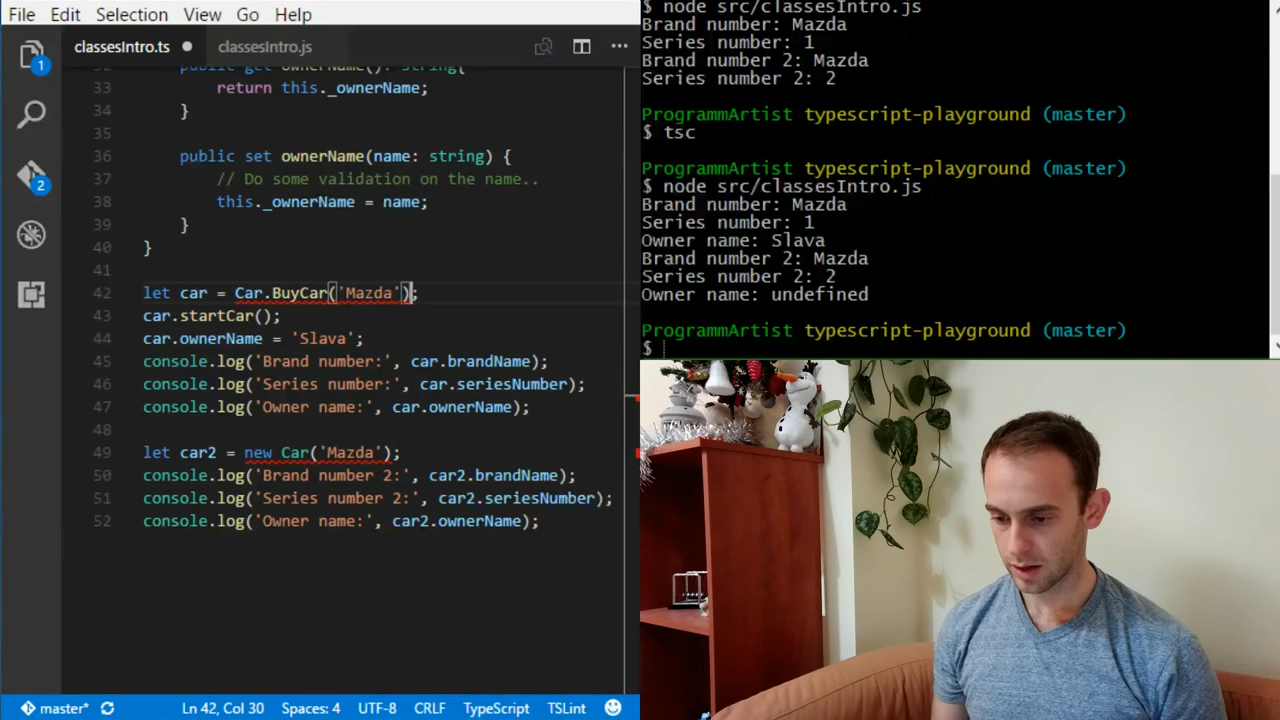 File Edit Selection View Go Help
classesIntro.ts classesIntro.js
1
2
32 public get ownerName(): string{
33 return this._ownerName;
34 }
35
36 public set ownerName(name: string) {
37 // Do some validation on the name..
38 this._ownerName = name;
39 }
40 }
41
42 let car = Car.BuyCar('Mazda');
43 car.startCar();
44 car.ownerName = 'Slava';
45 console.log('Brand number:', car.brandName);
46 console.log('Series number:', car.seriesNumber);
47 console.log('Owner name:', car.ownerName);
48
49 let car2 = new Car('Mazda');
50 console.log('Brand number 2:', car2.brandName);
51 console.log('Series number 2:', car2.seriesNumber);
52 console.log('Owner name:', car2.ownerName);
master* Ln 42, Col 30 Spaces: 4 UTF-8 CRLF TypeScript TSLint
$ node src/classesIntro.js
Brand number: Mazda
Series number: 1
Brand number 2: Mazda
Series number 2: 2
ProgrammArtist typescript-playground (master)
$ tsc
ProgrammArtist typescript-playground (master)
$ node src/classesIntro.js
Brand number: Mazda
Series number: 1
Owner name: Slava
Brand number 2: Mazda
Series number 2: 2
Owner name: undefined
ProgrammArtist typescript-playground (master)
$